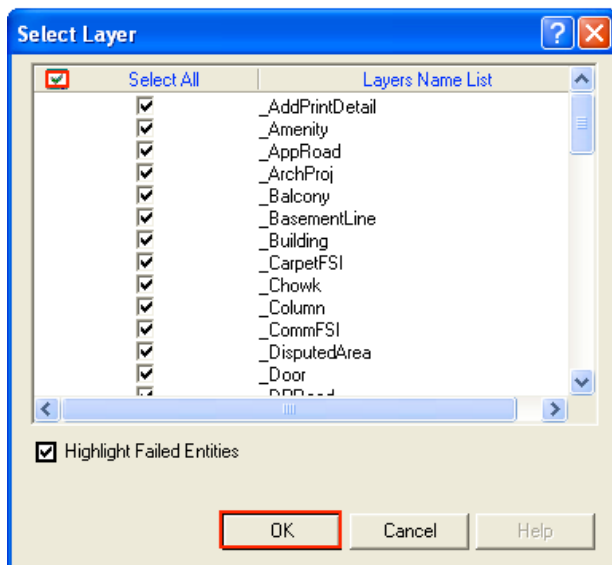 Select Layer
Select All Layers Name List
_AddPrintDetail
_Amenity
_AppRoad
_ArchProj
_Balcony
_BasementLine
_Building
_CarpetFSI
_Chowk
_Column
_CommFSI
_DisputedArea
_Door
Highlight Failed Entities
OK Cancel Help